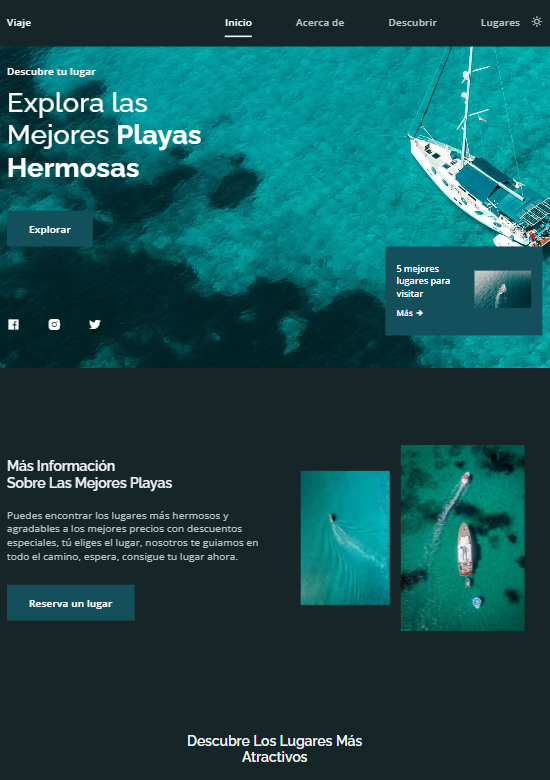 Viaje
Inicio
Acerca de
Descubrir
Lugares
Descubre tu lugar
Explora las
Mejores Playas
Hermosas
Explorar
5 mejores
lugares para
visitar
Más →
Más Información
Sobre Las Mejores Playas
Puedes encontrar los lugares más hermosos y
agradables a los mejores precios con descuentos
especiales, tú eliges el lugar, nosotros te guiamos en
todo el camino, espera, consigue tu lugar ahora.
Reserva un lugar
Descubre Los Lugares Más
Atractivos